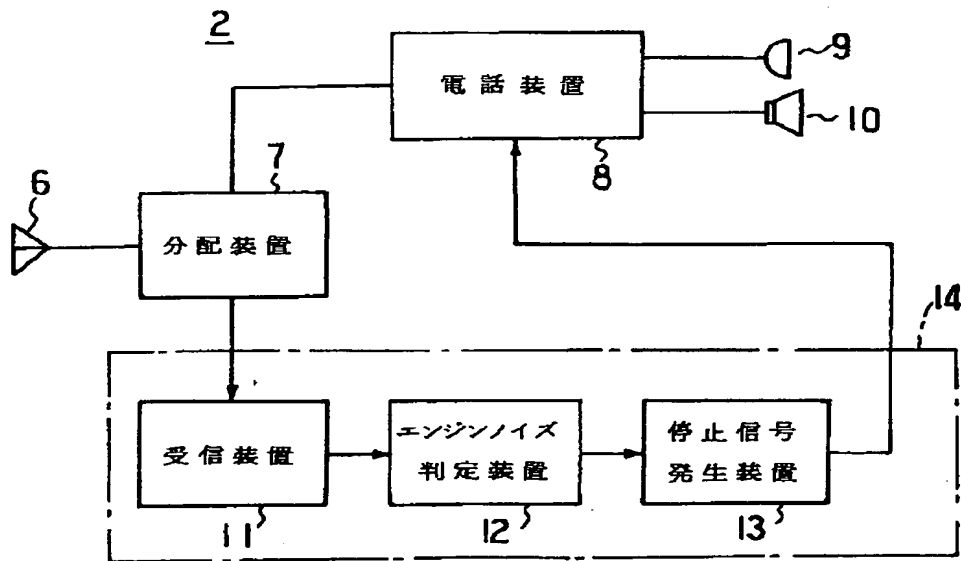 2
電話装置
9
10
8
7
6
分配装置
14
受信装置
エンジンノイズ
判定装置
停止信号
発生装置
11
12
13